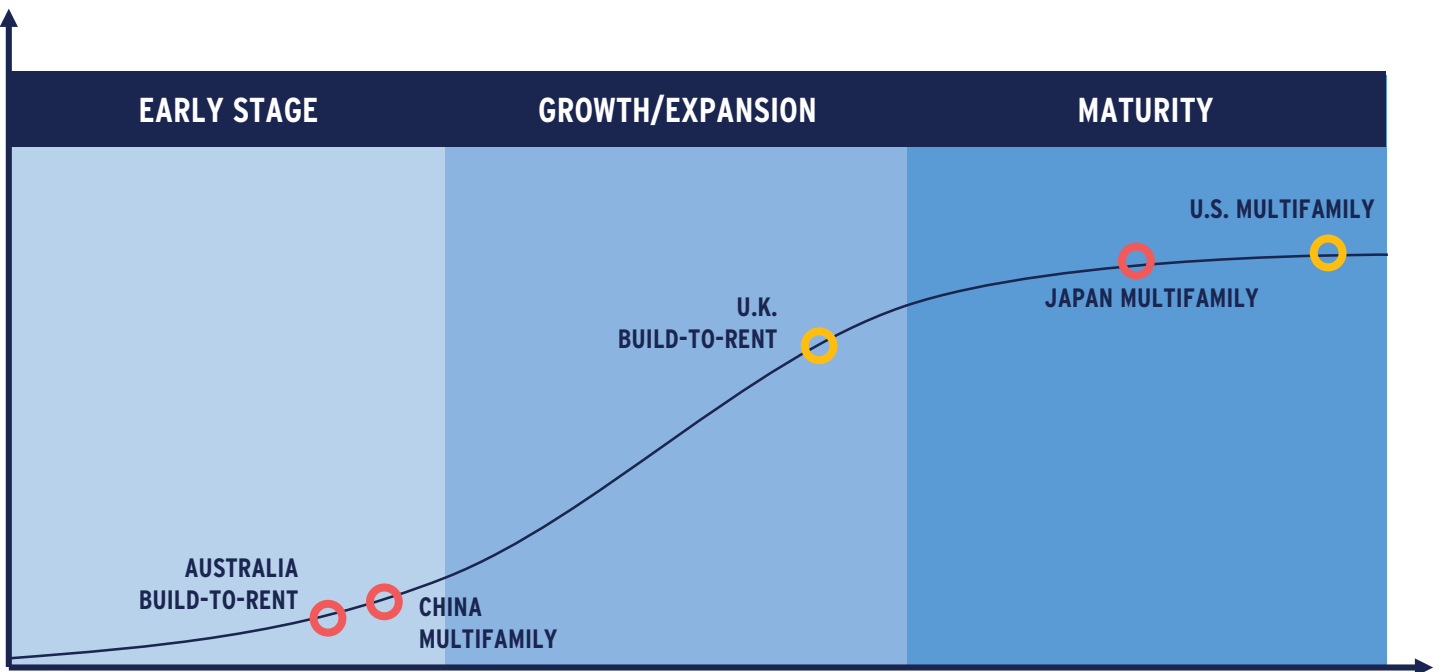 EARLY STAGE
GROWTH/EXPANSION
MATURITY
U.S. MULTIFAMILY
JAPAN MULTIFAMILY
U.K.
BUILD-TO-RENT
AUSTRALIA
BUILD-TO-RENT
CHINA
MULTIFAMILY